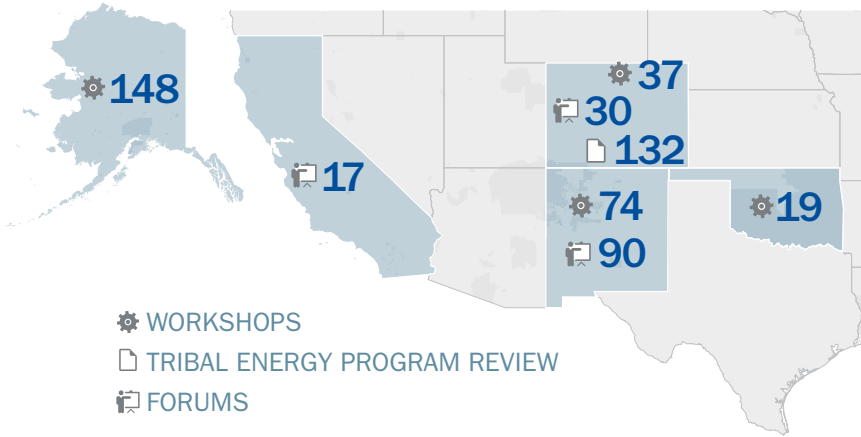 148
17
37
30
132
74
90
19
WORKSHOPS
TRIBAL ENERGY PROGRAM REVIEW
FORUMS